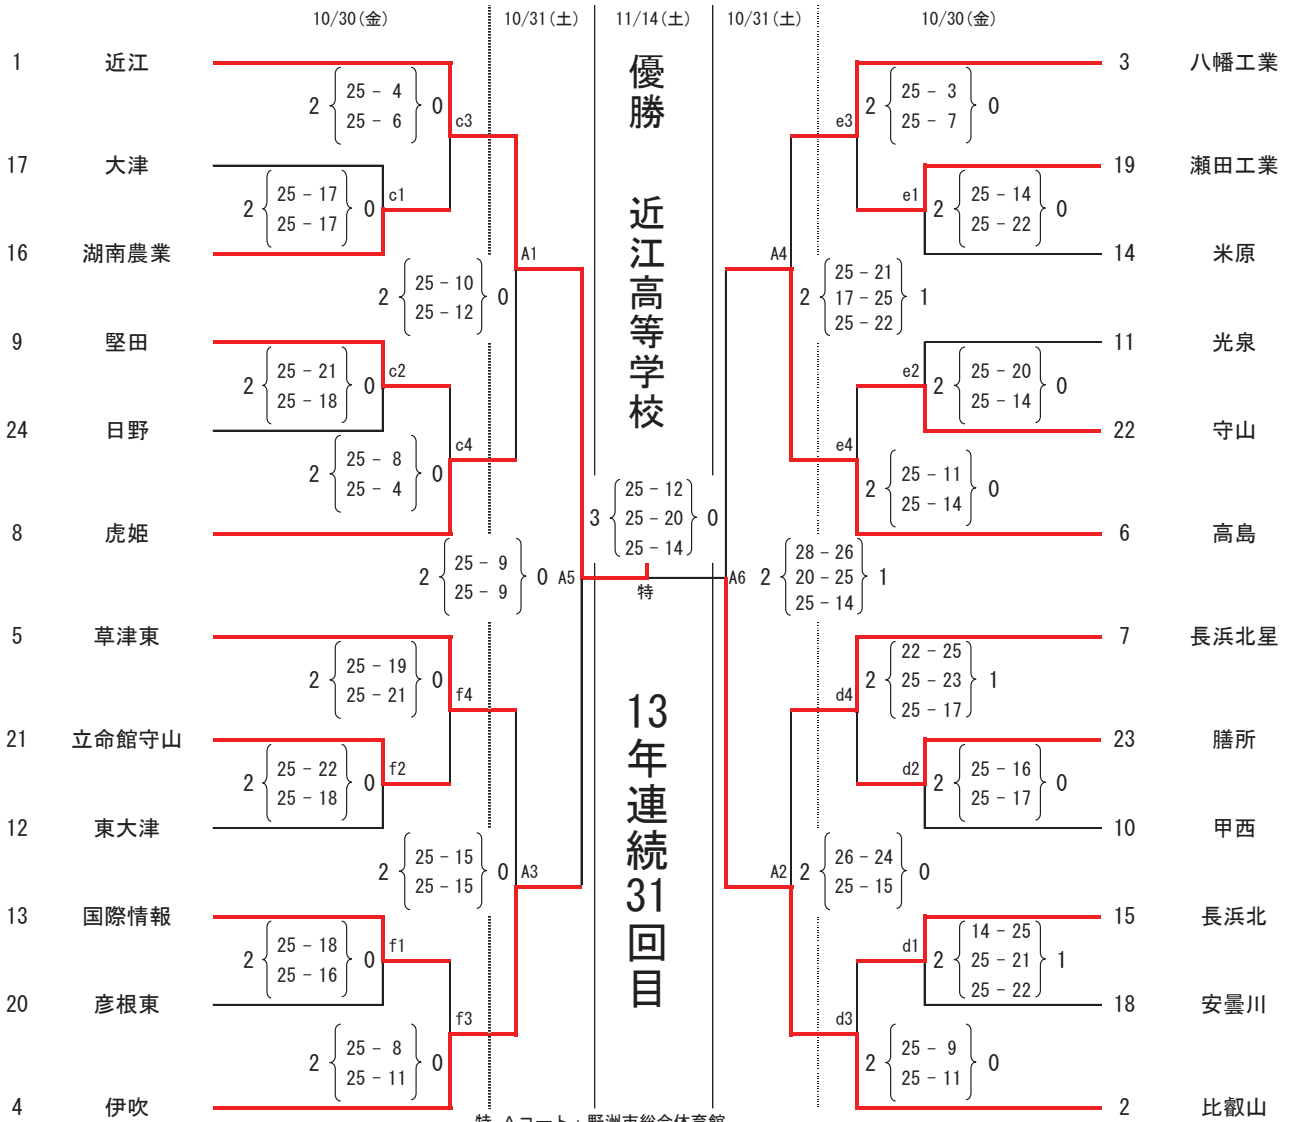 10/30(金) 10/31(土) 11/14(土) 10/31(土) 10/30(金)
優勝 近江高等学校
13年連続31回目
1 近江
2 25 - 4 0
25 - 6
c3
17 大津
2 25 - 17 0
25 - 17
c1
16 湖南農業
A1
2 25 - 10 0
25 - 12
9 堅田
2 25 - 21 0
25 - 18
c2
24 日野
2 25 - 8 0
25 - 4
c4
8 虎姫
2 25 - 9 0
25 - 9
A5
5 草津東
2 25 - 19 0
25 - 21
f4
21 立命館守山
2 25 - 22 0
25 - 18
f2
12 東大津
2 25 - 15 0
25 - 15
A3
13 国際情報
2 25 - 18 0
25 - 16
f1
20 彦根東
f3
2 25 - 8 0
25 - 11
4 伊吹
3 25 - 12 0
25 - 20
25 - 14
特
3 八幡工業
e3
2 25 - 3 0
25 - 7
19 瀬田工業
e1
2 25 - 14 0
25 - 22
14 米原
A4
2 25 - 21 1
17 - 25
25 - 22
11 光泉
e2
2 25 - 20 0
25 - 14
22 守山
e4
2 25 - 11 0
25 - 14
6 高島
A6
2 28 - 26 1
20 - 25
25 - 14
7 長浜北星
d4
2 22 - 25 1
25 - 23
25 - 17
23 膳所
d2
2 25 - 16 0
25 - 17
10 甲西
A2
2 26 - 24 0
25 - 15
15 長浜北
d1
2 14 - 25 1
25 - 21
25 - 22
18 安曇川
d3
2 25 - 9 0
25 - 11
2 比叡山
特、Aコート：野洲市総合体育館